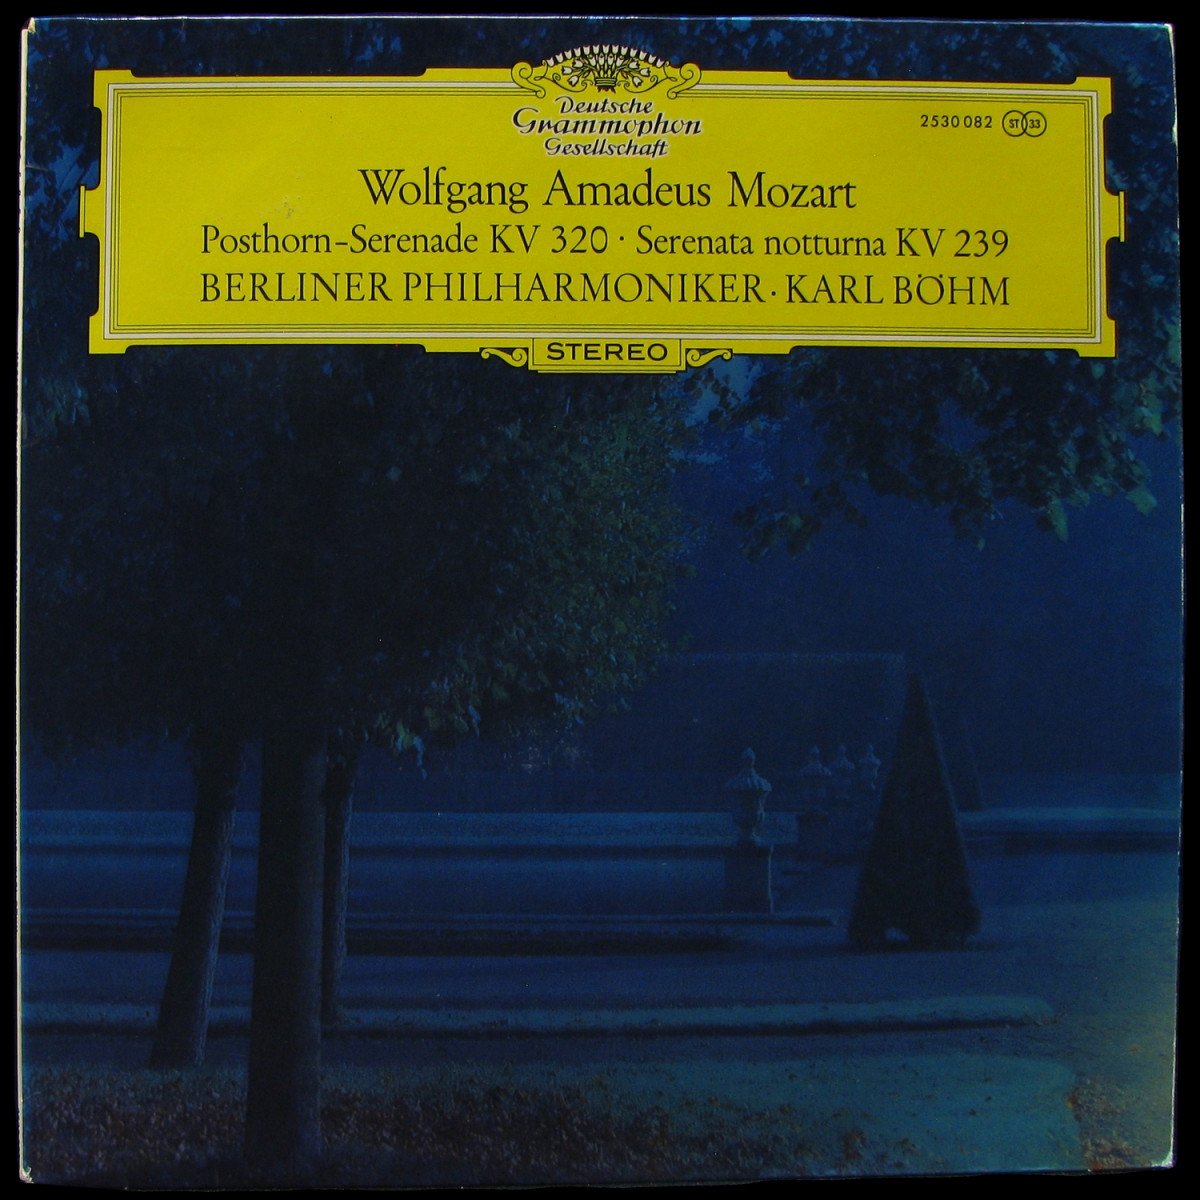 Deutsche
Grammophon
Gesellschaft
2530 082 ST 33
Wolfgang Amadeus Mozart
Posthorn-Serenade KV 320 · Serenata notturna KV 239
BERLINER PHILHARMONIKER · KARL BÖHM
STEREO